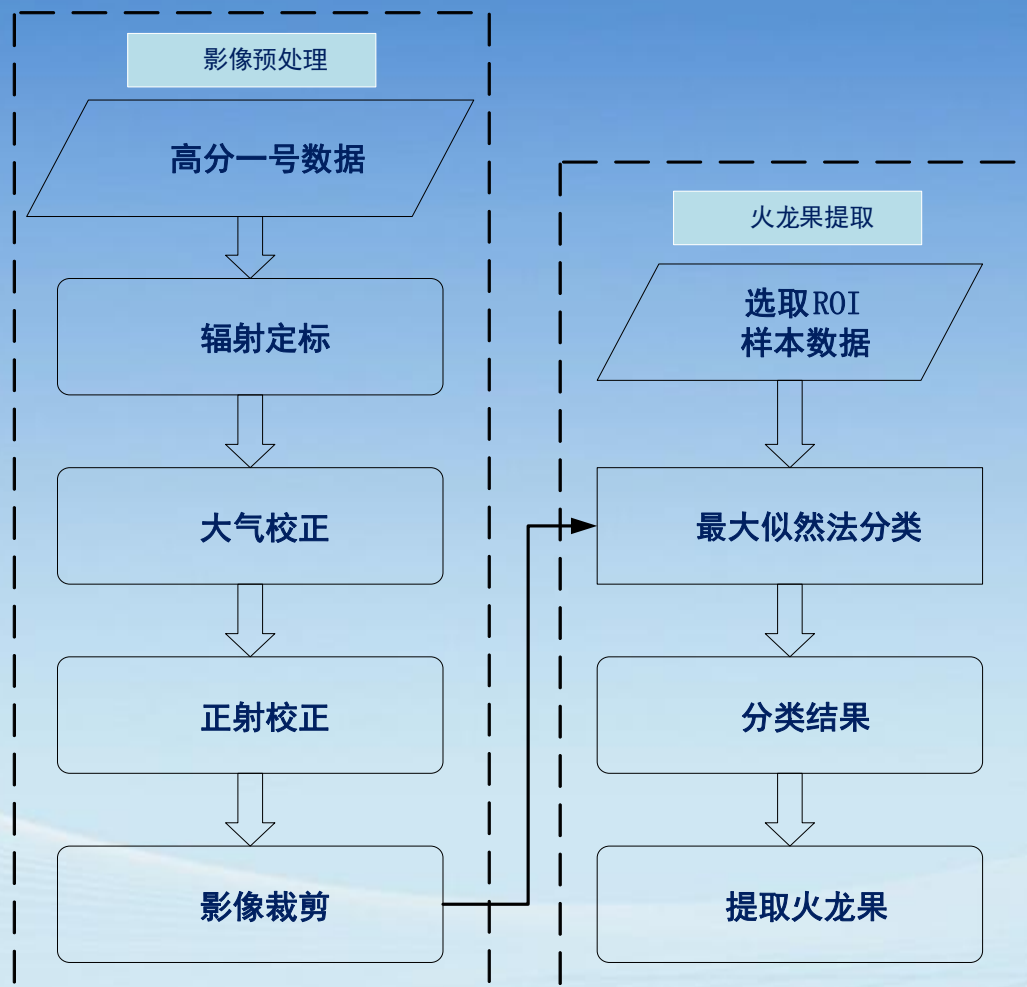 影像预处理
高分一号数据
辐射定标
大气校正
正射校正
影像裁剪
火龙果提取
选取ROI
样本数据
最大似然法分类
分类结果
提取火龙果